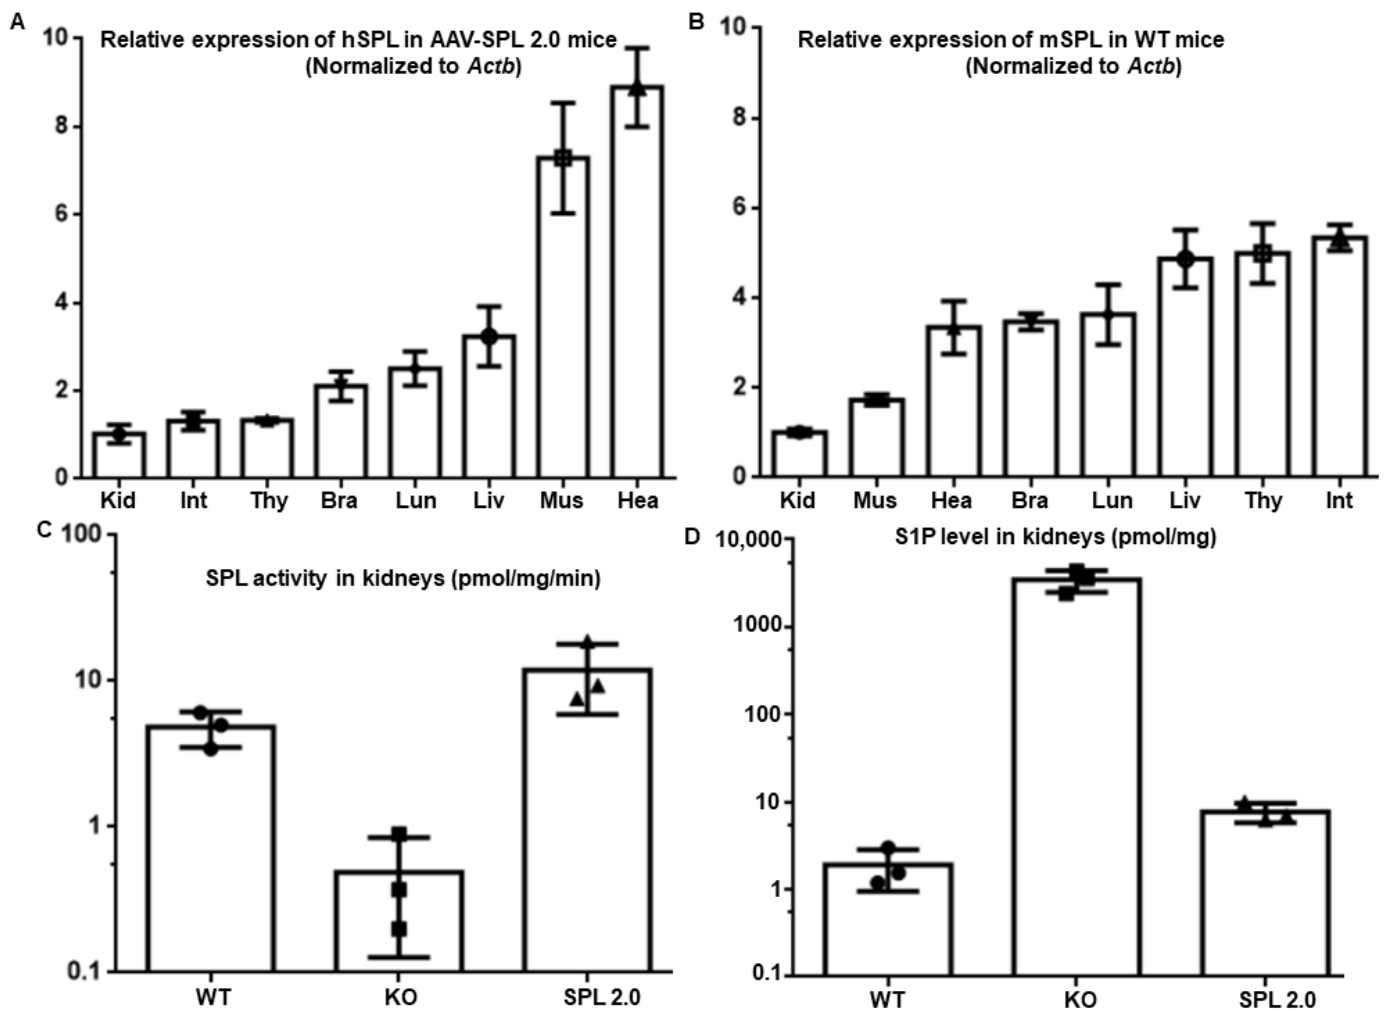 A
Relative expression of hSPL in AAV-SPL 2.0 mice
(Normalized to Actb)
10
8
6
4
2
0
Kid Int Thy Bra Lun Liv Mus Hea
B
Relative expression of mSPL in WT mice
(Normalized to Actb)
10
8
6
4
2
0
Kid Mus Hea Bra Lun Liv Thy Int
C
SPL activity in kidneys (pmol/mg/min)
100
10
1
0.1
WT KO SPL 2.0
D
S1P level in kidneys (pmol/mg)
10,000
1000
100
10
1
0.1
WT KO SPL 2.0